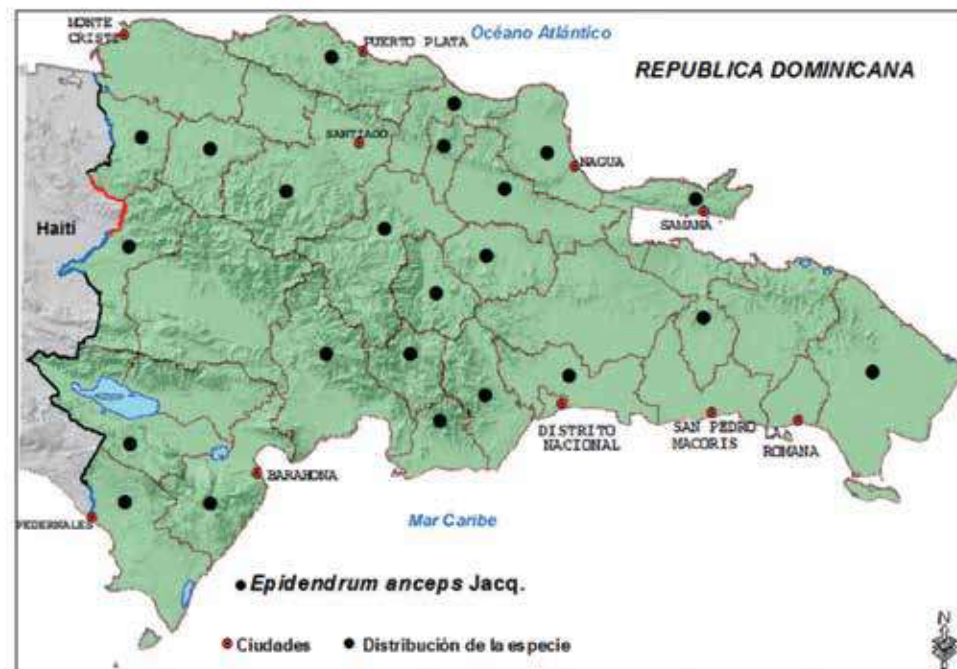 MONTE
CRISTI
PUERTO PLATA
Océano Atlántico
REPUBLICA DOMINICANA
SANTIAGO
NAGUA
Haití
SAMANA
DISTRITO
NACIONAL
SAN PEDRO
MACORIS
LA
ROMANA
BARAHONA
PEDERNALES
Mar Caribe
Epidendrum anceps Jacq.
Ciudades
Distribución de la especie
N